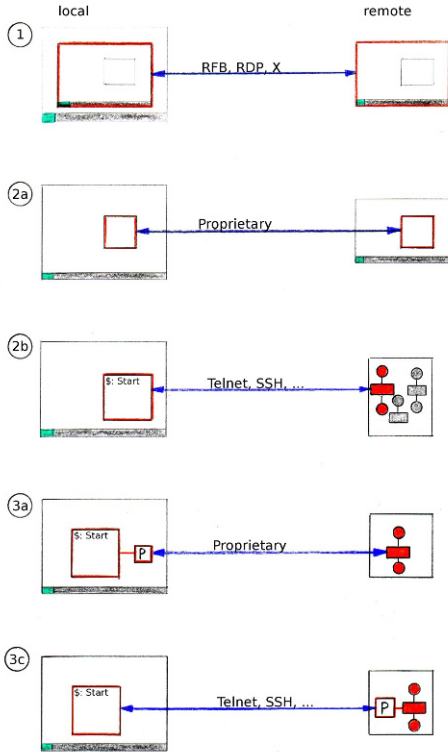 local remote
1
RFB, RDP, X
2a
Proprietary
2b
$: Start
Telnet, SSH, ...
3a
$: Start
P
Proprietary
3c
$: Start
Telnet, SSH, ...
P